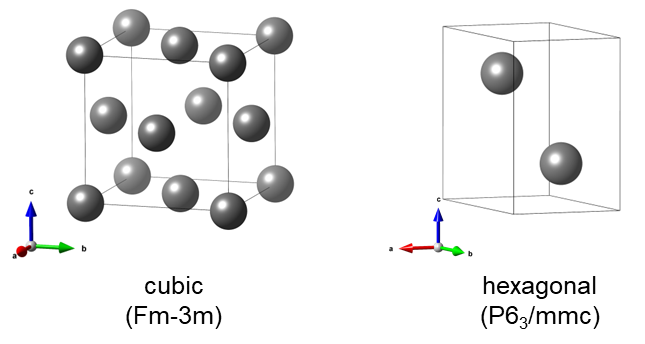 c
a
b
c
a
b
cubic
(Fm-3m)
hexagonal
(P6₃/mmc)